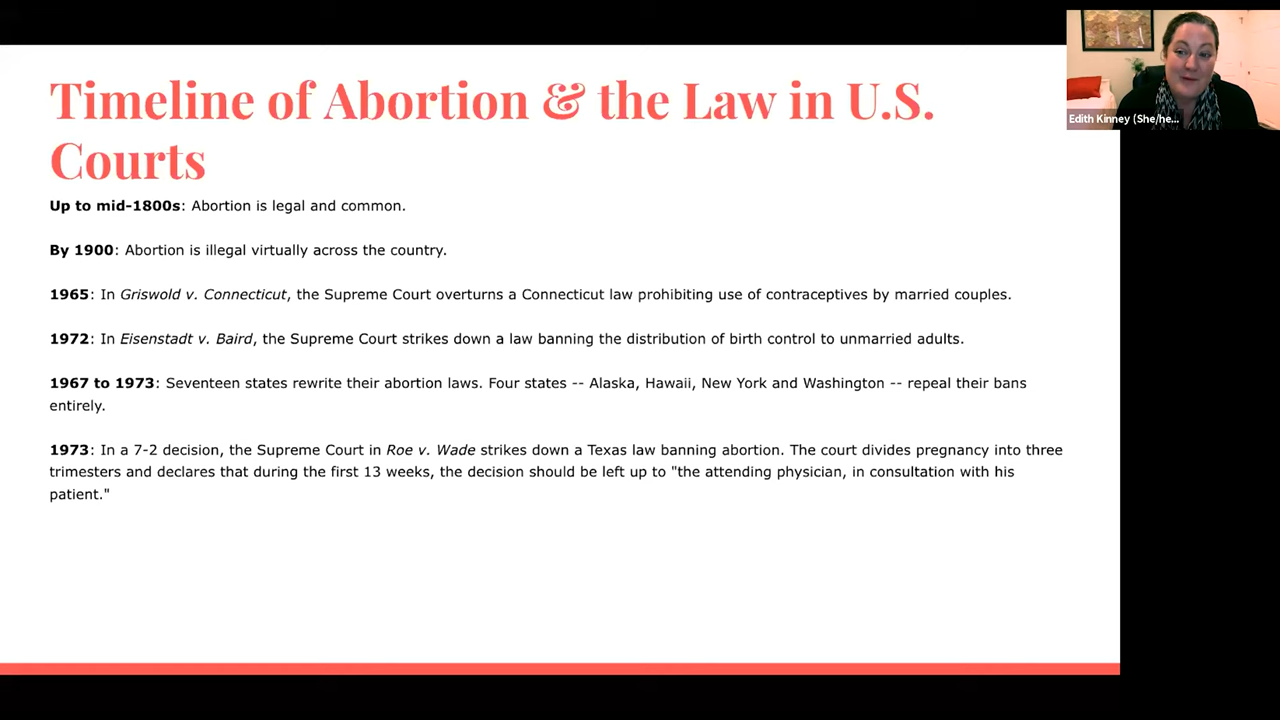 Timeline of Abortion & the Law in U.S.
Courts
Up to mid-1800s: Abortion is legal and common.
By 1900: Abortion is illegal virtually across the country.
1965: In Griswold v. Connecticut, the Supreme Court overturns a Connecticut law prohibiting use of contraceptives by married couples.
1972: In Eisenstadt v. Baird, the Supreme Court strikes down a law banning the distribution of birth control to unmarried adults.
1967 to 1973: Seventeen states rewrite their abortion laws. Four states -- Alaska, Hawaii, New York and Washington -- repeal their bans
entirely.
1973: In a 7-2 decision, the Supreme Court in Roe v. Wade strikes down a Texas law banning abortion. The court divides pregnancy into three
trimesters and declares that during the first 13 weeks, the decision should be left up to "the attending physician, in consultation with his
patient."
Edith Kinney (She/he...